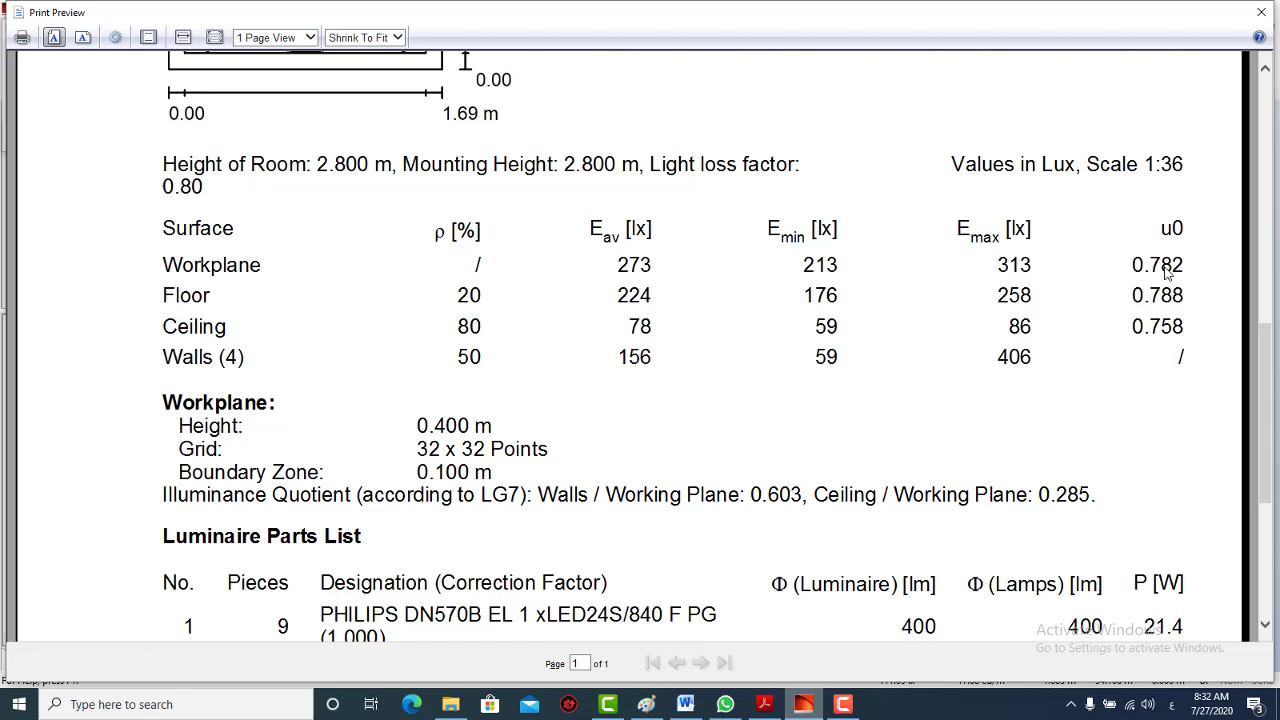 Print Preview
1 Page View
Shrink To Fit
0.00
0.00 1.69 m
Height of Room: 2.800 m, Mounting Height: 2.800 m, Light loss factor: Values in Lux, Scale 1:36
0.80
Surface ρ [%] Eav [lx] Emin [lx] Emax [lx] u0
Workplane / 273 213 313 0.782
Floor 20 224 176 258 0.788
Ceiling 80 78 59 86 0.758
Walls (4) 50 156 59 406 /
Workplane:
Height: 0.400 m
Grid: 32 x 32 Points
Boundary Zone: 0.100 m
Illuminance Quotient (according to LG7): Walls / Working Plane: 0.603, Ceiling / Working Plane: 0.285.
Luminaire Parts List
No. Pieces Designation (Correction Factor) Φ (Luminaire) [lm] Φ (Lamps) [lm] P [W]
PHILIPS DN570B EL 1 xLED24S/840 F PG
1 9 400 400 21.4
(1.000)
Activate Windows
Go to Settings to activate Windows.
Page 1 of 1
Type here to search
ع
8:32 AM
7/27/2020
3